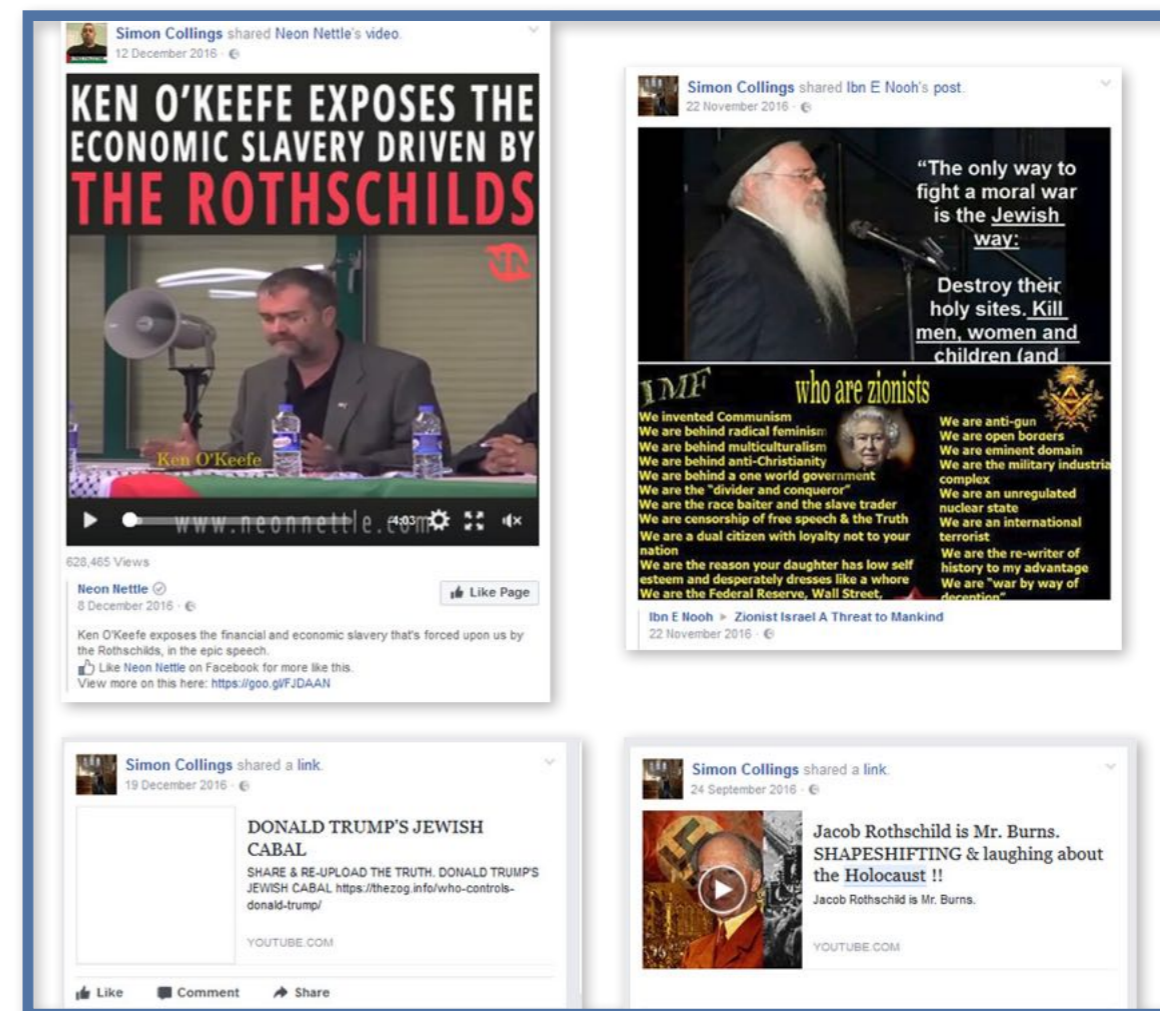 Simon Collings shared Neon Nettle's video.
12 December 2016
KEN O'KEEFE EXPOSES THE
ECONOMIC SLAVERY DRIVEN BY
THE ROTHSCHILDS
NN
Ken O'Keefe
www.neonnettle.com
-4:03
628,465 Views
Neon Nettle
8 December 2016
Like Page
Ken O'Keefe exposes the financial and economic slavery that's forced upon us by
the Rothschilds, in the epic speech.
Like Neon Nettle on Facebook for more like this.
View more on this here: https://goo.gl/FJDAAN
Simon Collings shared Ibn E Nooh's post.
22 November 2016
"The only way to
fight a moral war
is the Jewish
way:
Destroy their
holy sites. Kill
men, women and
children (and
IMF
who are zionists
We invented Communism
We are behind radical feminism
We are behind multiculturalism
We are behind anti-Christianity
We are behind a one world government
We are the "divider and conqueror"
We are the race baiter and the slave trader
We are censorship of free speech & the Truth
We are a dual citizen with loyalty not to your
nation
We are the reason your daughter has low self
esteem and desperately dresses like a whore
We are the Federal Reserve, Wall Street,
We are anti-gun
We are open borders
We are eminent domain
We are the military industria
complex
We are an unregulated
nuclear state
We are an international
terrorist
We are the re-writer of
history to my advantage
We are "war by way of
deception"
Ibn E Nooh ▸ Zionist Israel A Threat to Mankind
22 November 2016
Simon Collings shared a link.
19 December 2016
DONALD TRUMP'S JEWISH
CABAL
SHARE & RE-UPLOAD THE TRUTH. DONALD TRUMP'S
JEWISH CABAL https://thezog.info/who-controls-
donald-trump/
YOUTUBE.COM
Like Comment Share
Simon Collings shared a link.
24 September 2016
Jacob Rothschild is Mr. Burns.
SHAPESHIFTING & laughing about
the Holocaust !!
Jacob Rothschild is Mr. Burns.
YOUTUBE.COM